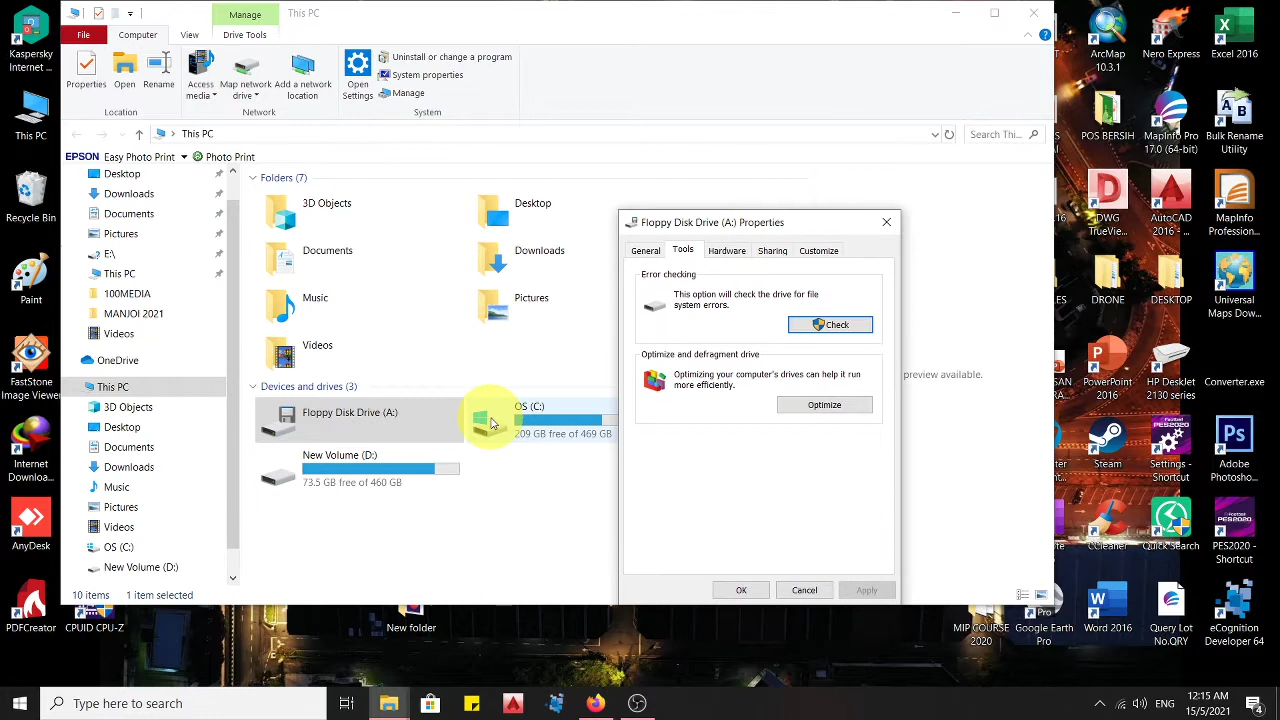 Manage
This PC
File
Computer
View
Drive Tools
Properties
Open
Rename
Access media
Map network drive
Add a network location
Open Settings
Uninstall or change a program
System properties
Manage
Location
Network
System
This PC
Search Thi...
EPSON Easy Photo Print
Photo Print
Desktop
Downloads
Documents
Pictures
E:\
This PC
100MEDIA
MANJOI 2021
Videos
OneDrive
This PC
3D Objects
Desktop
Documents
Downloads
Music
Pictures
Videos
OS (C:)
New Volume (D:)
Folders (7)
3D Objects
Desktop
Documents
Downloads
Music
Pictures
Videos
Devices and drives (3)
Floppy Disk Drive (A:)
OS (C:)
209 GB free of 469 GB
New Volume (D:)
73.5 GB free of 460 GB
preview available.
10 items
1 item selected
Floppy Disk Drive (A:) Properties
General
Tools
Hardware
Sharing
Customize
Error checking
This option will check the drive for file
system errors.
Check
Optimize and defragment drive
Optimizing your computer's drives can help it run
more efficiently.
Optimize
OK
Cancel
Apply
Kaspersky
Internet ...
This PC
Recycle Bin
Paint
FastStone
Image Viewer
Internet
Downloa...
AnyDesk
PDFCreator
CPUID CPU-Z
New folder
ArcMap
10.3.1
Nero Express
Excel 2016
POS BERSIH
MapInfo Pro
17.0 (64-bit)
Bulk Rename
Utility
DWG
TrueVie...
AutoCAD
2016 -...
MapInfo
Profession...
DRONE
DESKTOP
Universal
Maps Dow...
PowerPoint
2016
HP DeskJet
2130 series
Converter.exe
Steam
Settings -
Shortcut
Adobe
Photosho...
CCleaner
Quick Search
PES2020 -
Shortcut
MIP COURSE
2020
Google Earth
Pro
Word 2016
Query Lot
No.QRY
eCognition
Developer 64
Type here to search
ENG
12:15 AM
15/5/2021
4